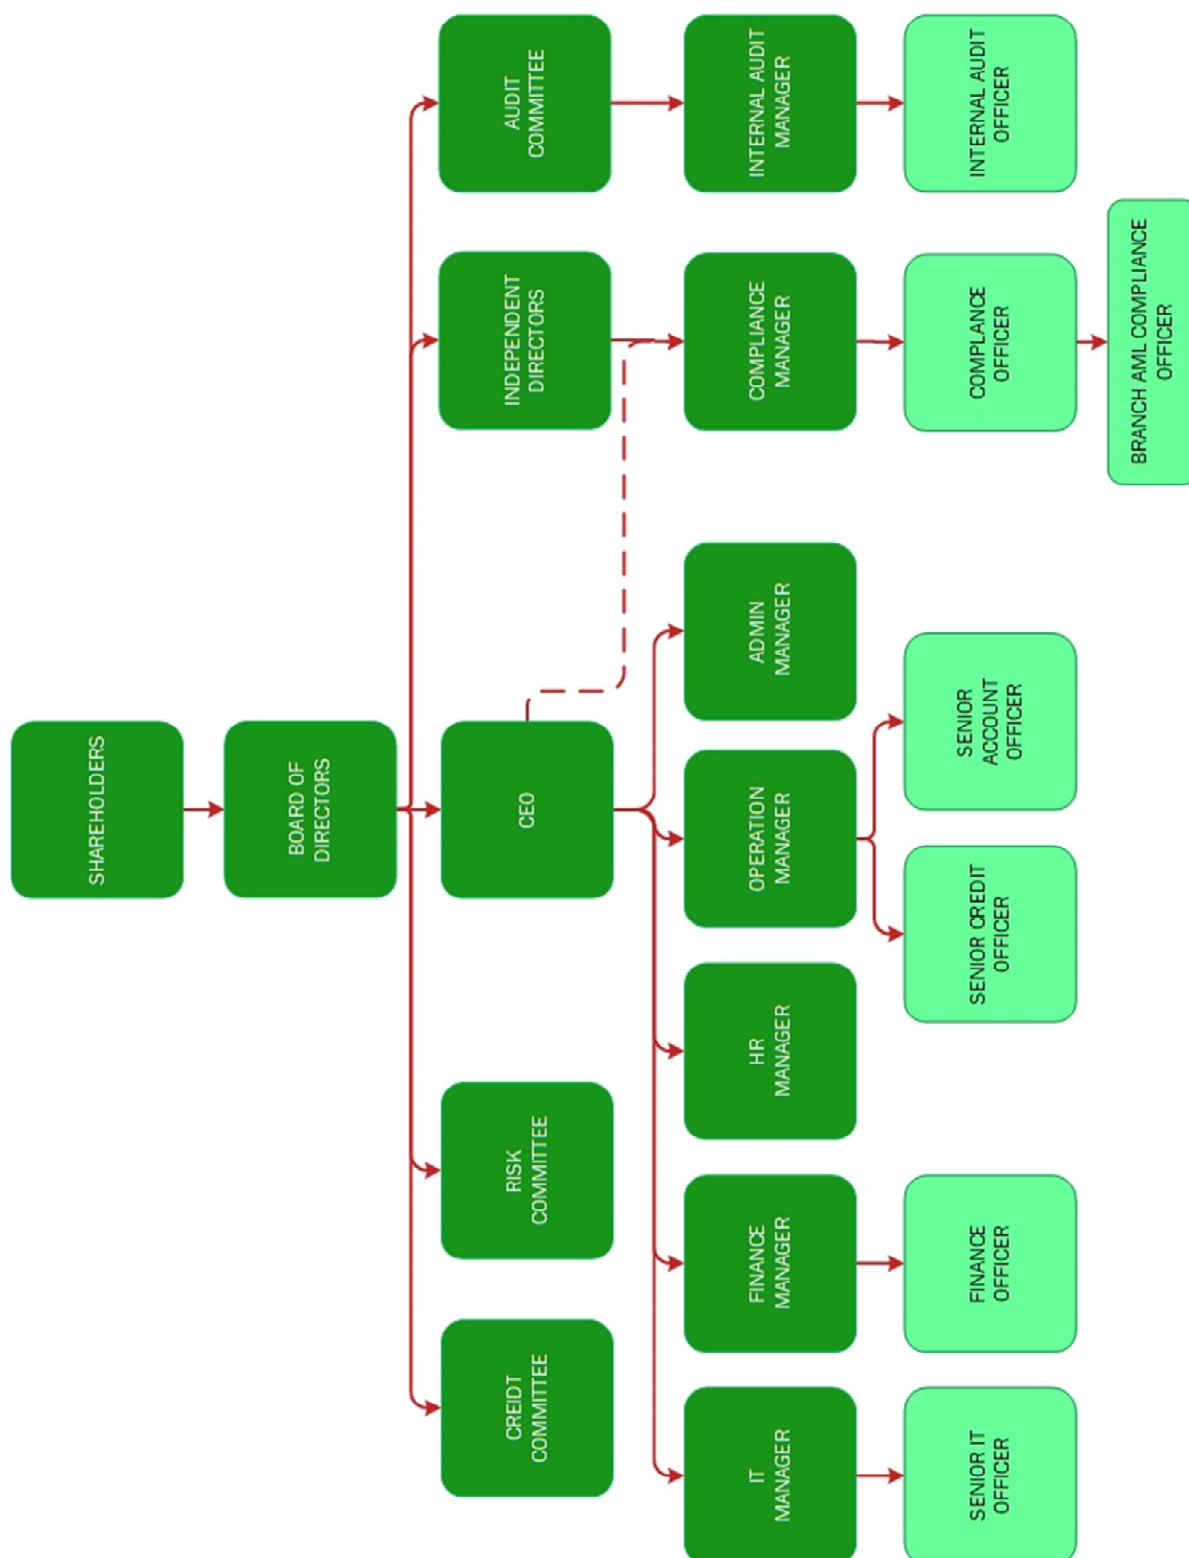 SHAREHOLDERS
BOARD OF
DIRECTORS
CREIDT
COMMITTEE
RISK
COMMITTEE
CEO
INDEPENDENT
DIRECTORS
AUDIT
COMMITTEE
IT
MANAGER
FINANCE
MANAGER
HR
MANAGER
OPERATION
MANAGER
ADMIN
MANAGER
COMPLIANCE
MANAGER
INTERNAL AUDIT
MANAGER
SENIOR IT
OFFICER
FINANCE
OFFICER
SENIOR CREDIT
OFFICER
SENIOR
ACCOUNT
OFFICER
COMPLANCE
OFFICER
INTERNAL AUDIT
OFFICER
BRANCH AML COMPLIANCE
OFFICER